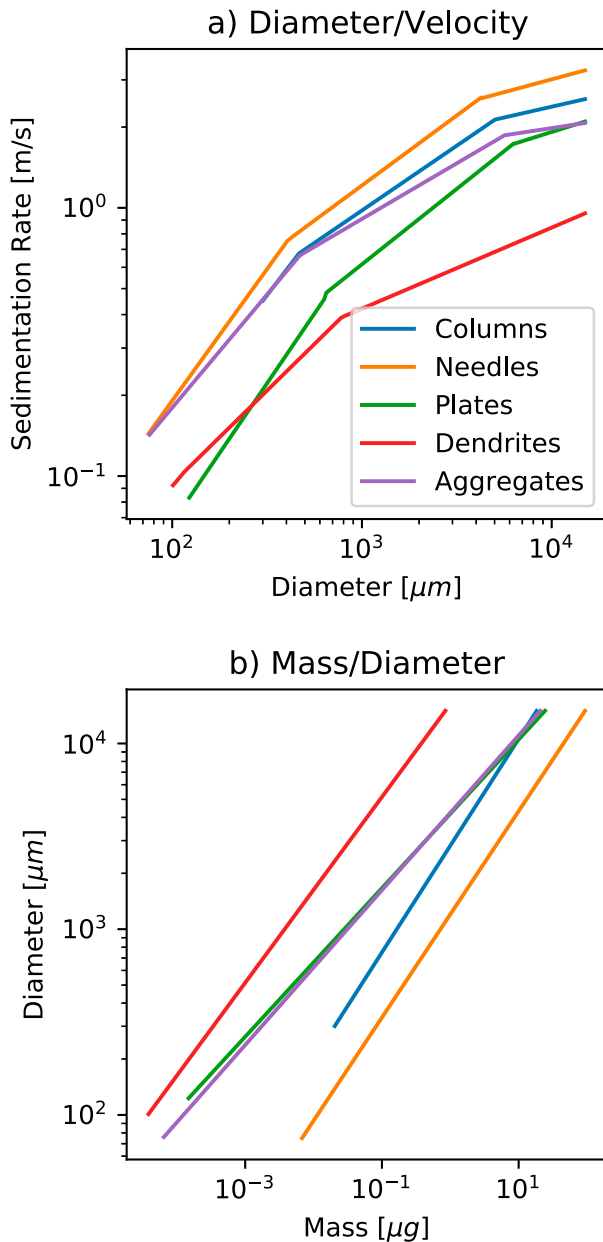 a) Diameter/Velocity
Sedimentation Rate [m/s]
10⁰
10⁻¹
Columns
Needles
Plates
Dendrites
Aggregates
10² 10³ 10⁴
Diameter [μm]
b) Mass/Diameter
Diameter [μm]
10⁴
10³
10²
10⁻³ 10⁻¹ 10¹
Mass [μg]